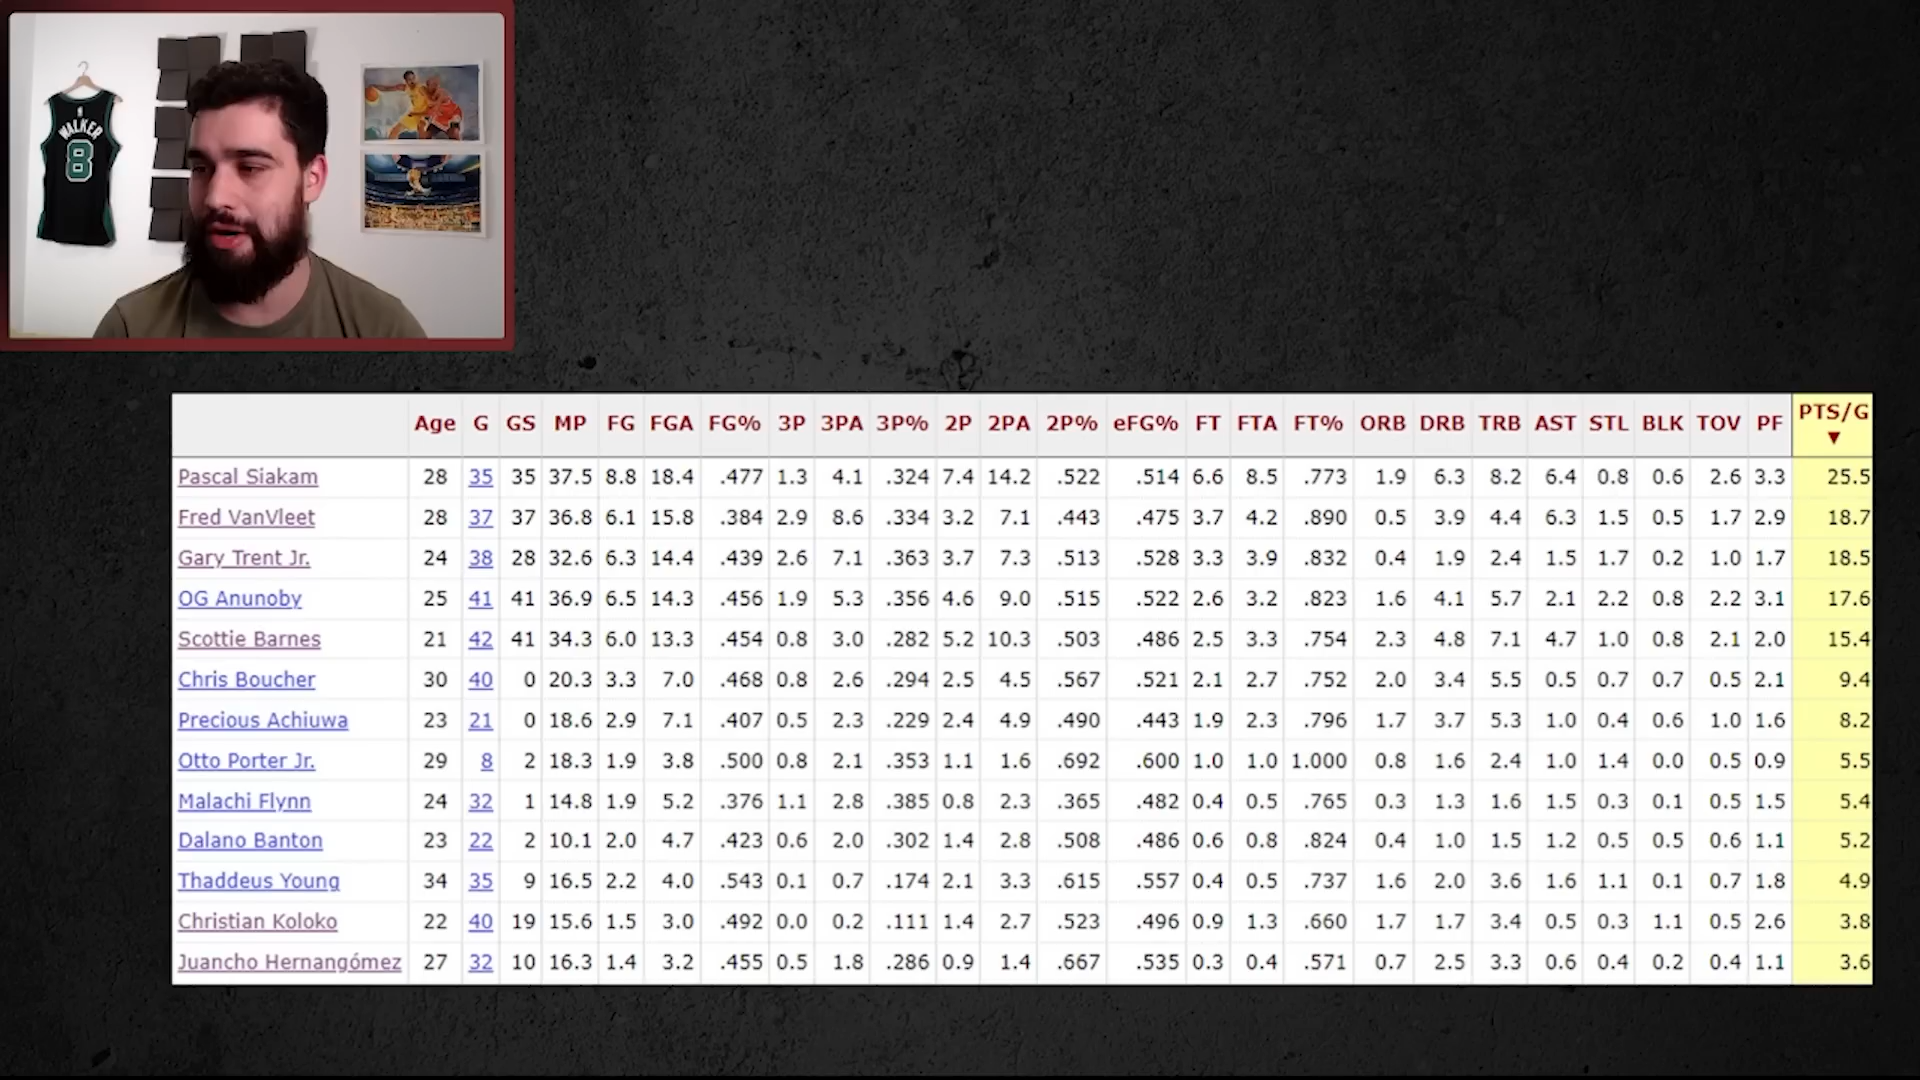 WALKER
8
Age G GS MP FG FGA FG% 3P 3PA 3P% 2P 2PA 2P% eFG% FT FTA FT% ORB DRB TRB AST STL BLK TOV PF PTS/G ▼
Pascal Siakam 28 35 35 37.5 8.8 18.4 .477 1.3 4.1 .324 7.4 14.2 .522 .514 6.6 8.5 .773 1.9 6.3 8.2 6.4 0.8 0.6 2.6 3.3 25.5
Fred VanVleet 28 37 37 36.8 6.1 15.8 .384 2.9 8.6 .334 3.2 7.1 .443 .475 3.7 4.2 .890 0.5 3.9 4.4 6.3 1.5 0.5 1.7 2.9 18.7
Gary Trent Jr. 24 38 28 32.6 6.3 14.4 .439 2.6 7.1 .363 3.7 7.3 .513 .528 3.3 3.9 .832 0.4 1.9 2.4 1.5 1.7 0.2 1.0 1.7 18.5
OG Anunoby 25 41 41 36.9 6.5 14.3 .456 1.9 5.3 .356 4.6 9.0 .515 .522 2.6 3.2 .823 1.6 4.1 5.7 2.1 2.2 0.8 2.2 3.1 17.6
Scottie Barnes 21 42 41 34.3 6.0 13.3 .454 0.8 3.0 .282 5.2 10.3 .503 .486 2.5 3.3 .754 2.3 4.8 7.1 4.7 1.0 0.8 2.1 2.0 15.4
Chris Boucher 30 40 0 20.3 3.3 7.0 .468 0.8 2.6 .294 2.5 4.5 .567 .521 2.1 2.7 .752 2.0 3.4 5.5 0.5 0.7 0.7 0.5 2.1 9.4
Precious Achiuwa 23 21 0 18.6 2.9 7.1 .407 0.5 2.3 .229 2.4 4.9 .490 .443 1.9 2.3 .796 1.7 3.7 5.3 1.0 0.4 0.6 1.0 1.6 8.2
Otto Porter Jr. 29 8 2 18.3 1.9 3.8 .500 0.8 2.1 .353 1.1 1.6 .692 .600 1.0 1.0 1.000 0.8 1.6 2.4 1.0 1.4 0.0 0.5 0.9 5.5
Malachi Flynn 24 32 1 14.8 1.9 5.2 .376 1.1 2.8 .385 0.8 2.3 .365 .482 0.4 0.5 .765 0.3 1.3 1.6 1.5 0.3 0.1 0.5 1.5 5.4
Dalano Banton 23 22 2 10.1 2.0 4.7 .423 0.6 2.0 .302 1.4 2.8 .508 .486 0.6 0.8 .824 0.4 1.0 1.5 1.2 0.5 0.5 0.6 1.1 5.2
Thaddeus Young 34 35 9 16.5 2.2 4.0 .543 0.1 0.7 .174 2.1 3.3 .615 .557 0.4 0.5 .737 1.6 2.0 3.6 1.6 1.1 0.1 0.7 1.8 4.9
Christian Koloko 22 40 19 15.6 1.5 3.0 .492 0.0 0.2 .111 1.4 2.7 .523 .496 0.9 1.3 .660 1.7 1.7 3.4 0.5 0.3 1.1 0.5 2.6 3.8
Juancho Hernangómez 27 32 10 16.3 1.4 3.2 .455 0.5 1.8 .286 0.9 1.4 .667 .535 0.3 0.4 .571 0.7 2.5 3.3 0.6 0.4 0.2 0.4 1.1 3.6